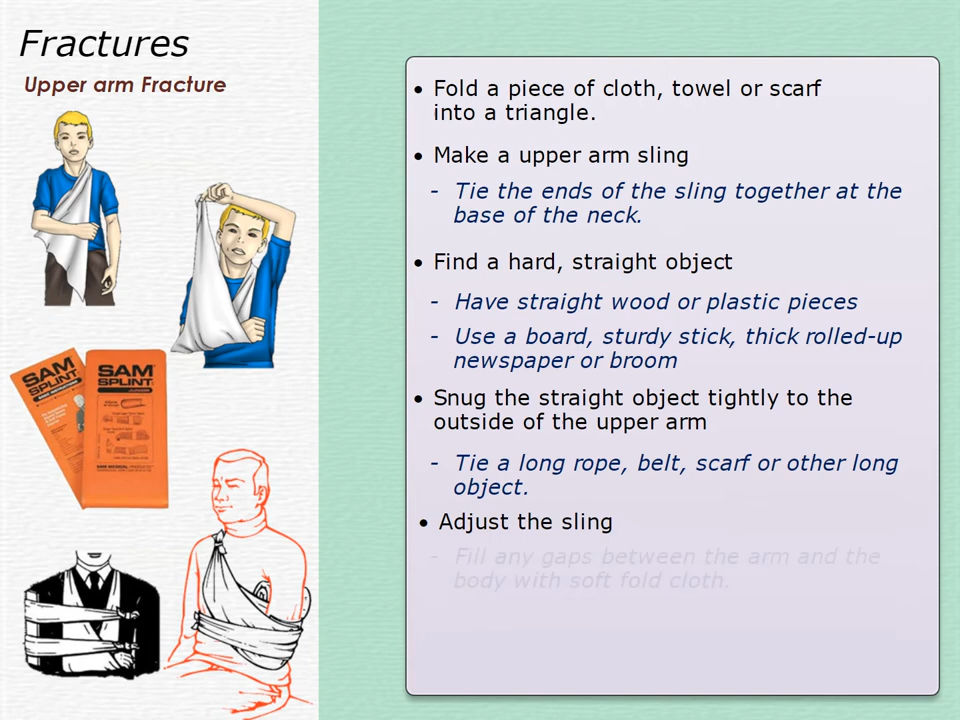 Fractures
Upper arm Fracture
• Fold a piece of cloth, towel or scarf
into a triangle.
• Make a upper arm sling
- Tie the ends of the sling together at the
base of the neck.
• Find a hard, straight object
- Have straight wood or plastic pieces
- Use a board, sturdy stick, thick rolled-up
newspaper or broom
• Snug the straight object tightly to the
outside of the upper arm
- Tie a long rope, belt, scarf or other long
object.
• Adjust the sling
- Fill any gaps between the arm and the
body with soft fold cloth.
SAM
SPLINT
SAM
SPLINT